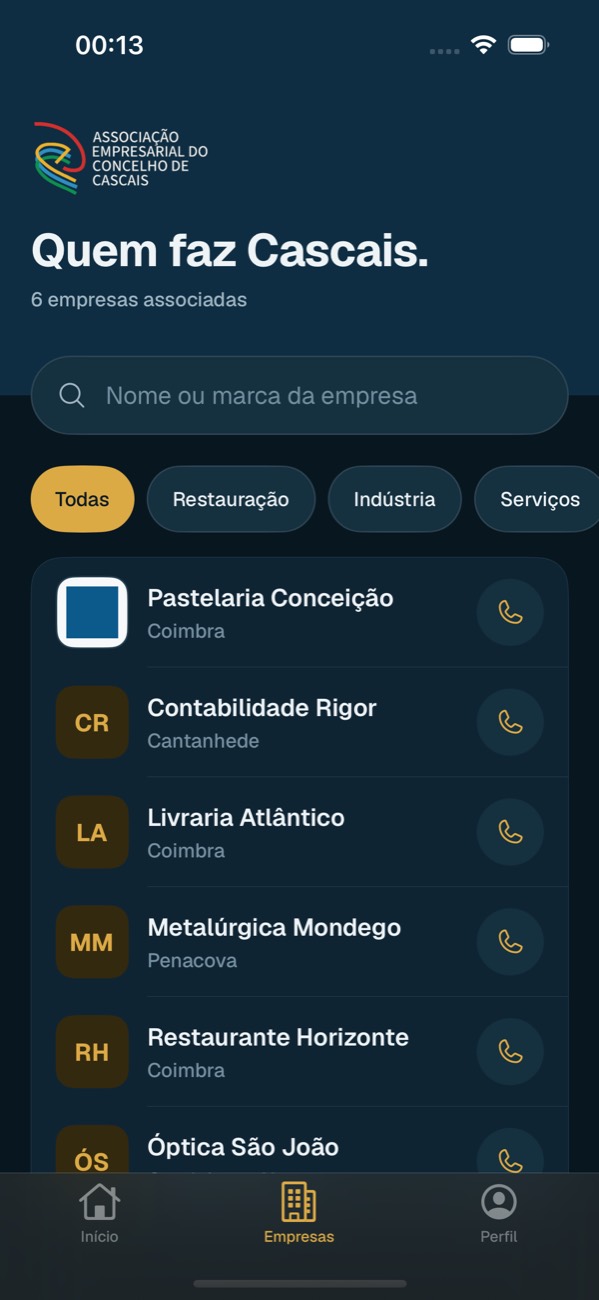 00:13
ASSOCIAÇÃO
EMPRESARIAL DO
CONCELHO DE
CASCAIS
Quem faz Cascais.
6 empresas associadas
Nome ou marca da empresa
Todas
Restauração
Indústria
Serviços
Pastelaria Conceição
Coimbra
CR
Contabilidade Rigor
Cantanhede
LA
Livraria Atlântico
Coimbra
MM
Metalúrgica Mondego
Penacova
RH
Restaurante Horizonte
Coimbra
ÓS
Óptica São João
Início
Empresas
Perfil